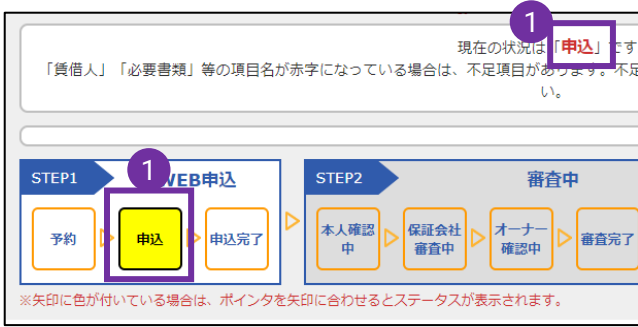 1
現在の状況は「申込」です
「賃借人」「必要書類」等の項目名が赤字になっている場合は、不足項目があります。不足
い。
STEP1 1 WEB申込 STEP2 審査中
予約 申込 申込完了 本人確認中 保証会社審査中 オーナー確認中 審査完了
※矢印に色が付いている場合は、ポインタを矢印に合わせるとステータスが表示されます。